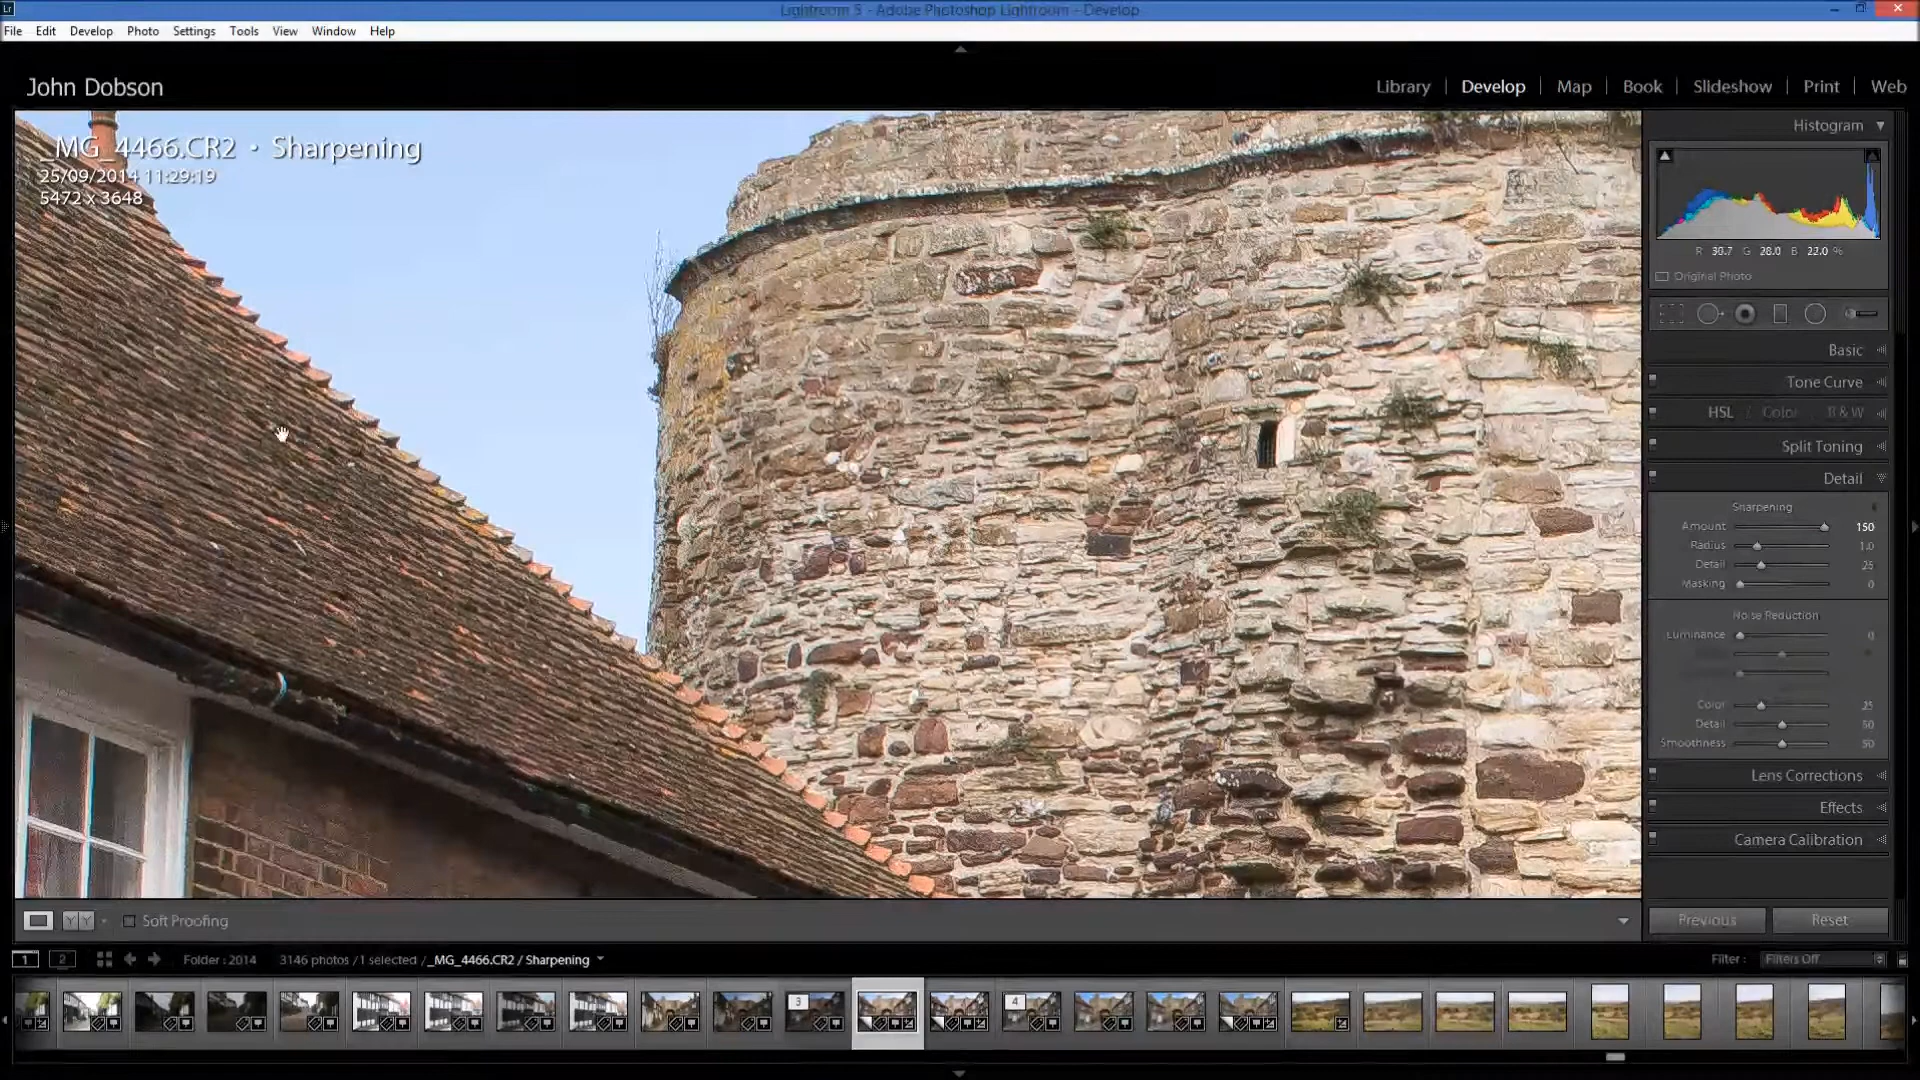 Lr
Lightroom 5 - Adobe Photoshop Lightroom - Develop
File Edit Develop Photo Settings Tools View Window Help
John Dobson
Library | Develop | Map | Book | Slideshow | Print | Web
_MG_4466.CR2 • Sharpening
25/09/2014 11:29:19
5472 x 3648
Histogram
R 30.7 G 28.0 B 22.0 %
Original Photo
Basic
Tone Curve
HSL / Color / B & W
Split Toning
Detail
Sharpening
Amount 150
Radius 1.0
Detail 25
Masking 0
Noise Reduction
Luminance 0
Color 25
Detail 50
Smoothness 50
Lens Corrections
Effects
Camera Calibration
Y Y Soft Proofing
Previous Reset
1 2 Folder : 2014 3146 photos / 1 selected / _MG_4466.CR2 / Sharpening Filter : Filters Off
3 4